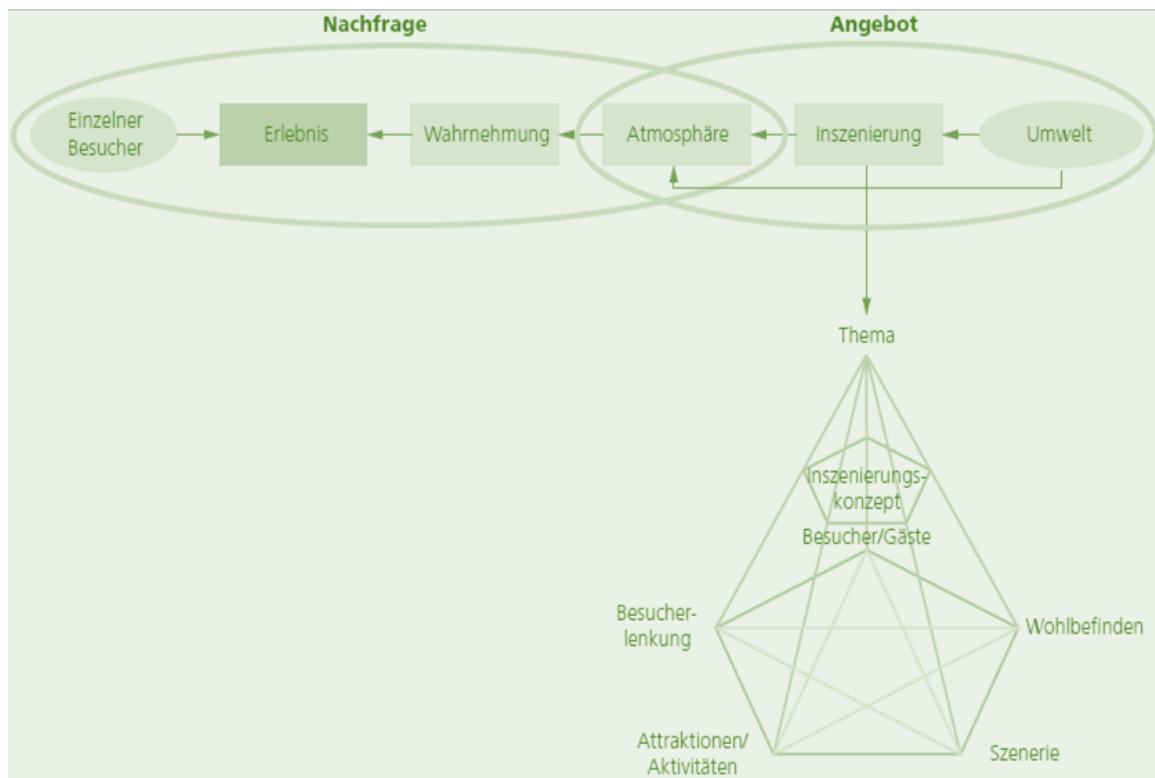 Nachfrage
Angebot
Einzelner
Besucher
Erlebnis
Wahrnehmung
Atmosphäre
Inszenierung
Umwelt
Thema
Inszenierungs-
konzept
Besucher/Gäste
Besucher-
lenkung
Wohlbefinden
Attraktionen/
Aktivitäten
Szenerie